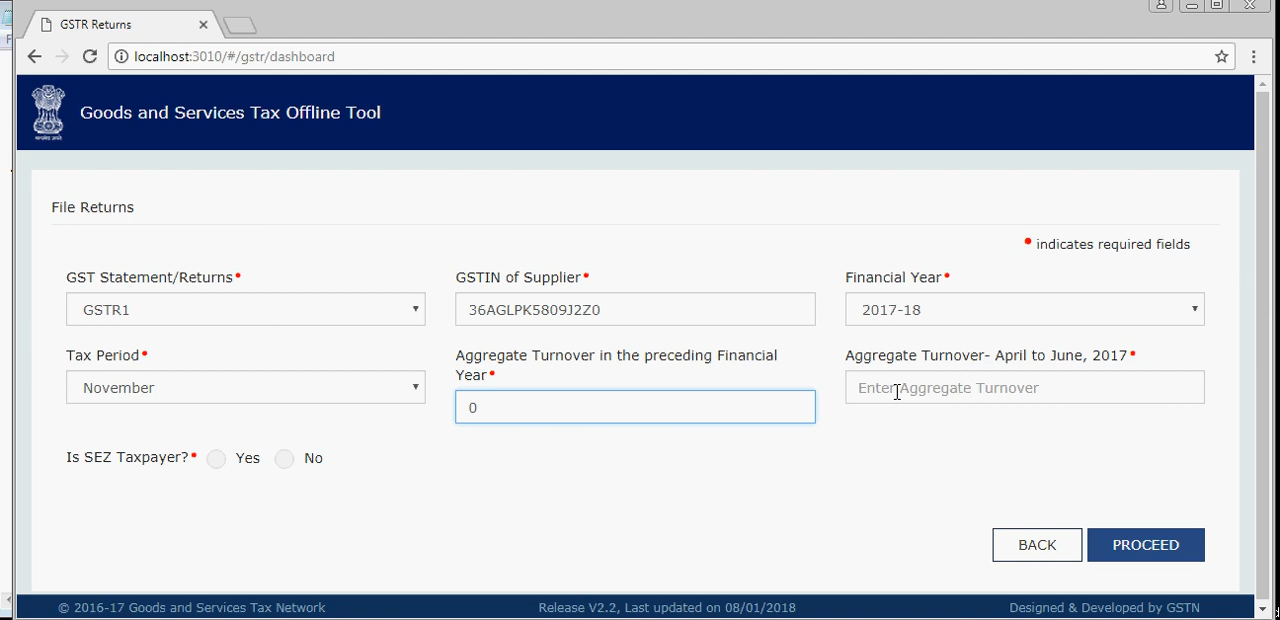 GSTR Returns
localhost:3010/#/gstr/dashboard
Goods and Services Tax Offline Tool
File Returns
• indicates required fields
GST Statement/Returns•
GSTIN of Supplier•
Financial Year•
GSTR1
36AGLPK5809J2Z0
2017-18
Tax Period•
Aggregate Turnover in the preceding Financial
Year•
Aggregate Turnover- April to June, 2017•
November
0
Enter Aggregate Turnover
Is SEZ Taxpayer?• Yes No
BACK
PROCEED
© 2016-17 Goods and Services Tax Network
Release V2.2, Last updated on 08/01/2018
Designed & Developed by GSTN